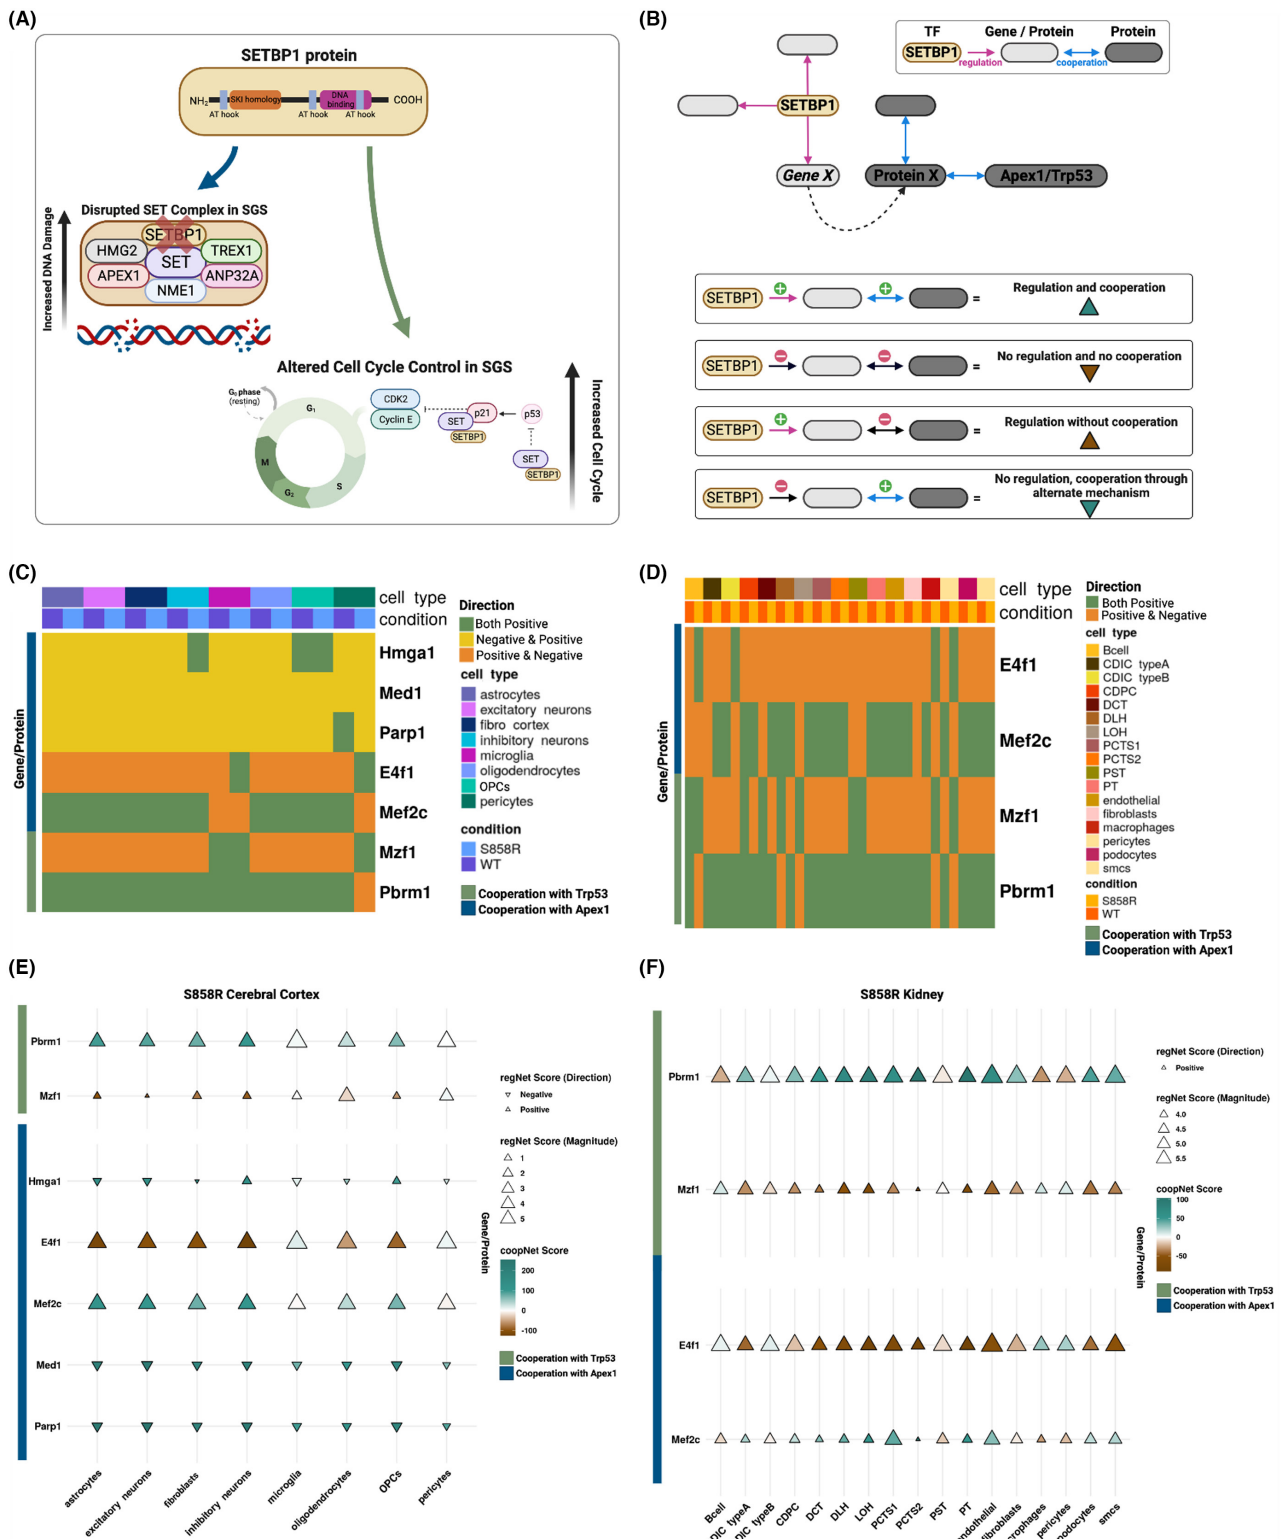 (A)
SETBP1 protein
NH₂
SKI homology
DNA
binding
COOH
AT hook
AT hook
AT hook
Disrupted SET Complex in SGS
SETBP1
HMG2
TREX1
SET
APEX1
ANP32A
NME1
Increased DNA Damage
Altered Cell Cycle Control in SGS
G₀ phase
(resting)
G₁
M
G₂
S
CDK2
Cyclin E
p21
SET
SETBP1
p53
SET
SETBP1
Increased Cell Cycle
(B)
TF
Gene / Protein
Protein
SETBP1
regulation
cooperation
SETBP1
Gene X
Protein X
Apex1/Trp53
SETBP1
=
Regulation and cooperation
SETBP1
=
No regulation and no cooperation
SETBP1
=
Regulation without cooperation
SETBP1
=
No regulation, cooperation through
alternate mechanism
(C)
cell type
condition
Hmga1
Med1
Parp1
E4f1
Mef2c
Mzf1
Pbrm1
Gene/Protein
Direction
Both Positive
Negative & Positive
Positive & Negative
cell type
astrocytes
excitatory neurons
fibro cortex
inhibitory neurons
microglia
oligodendrocytes
OPCs
pericytes
condition
S858R
WT
Cooperation with Trp53
Cooperation with Apex1
(D)
cell type
condition
E4f1
Mef2c
Mzf1
Pbrm1
Gene/Protein
Direction
Both Positive
Positive & Negative
cell type
Bcell
CDIC typeA
CDIC typeB
CDPC
DCT
DLH
LOH
PCTS1
PCTS2
PST
PT
endothelial
fibroblasts
macrophages
pericytes
podocytes
smcs
condition
S858R
WT
Cooperation with Trp53
Cooperation with Apex1
(E)
S858R Cerebral Cortex
Pbrm1
Mzf1
Hmga1
E4f1
Mef2c
Med1
Parp1
astrocytes
excitatory neurons
fibroblasts
inhibitory neurons
microglia
oligodendrocytes
OPCs
pericytes
regNet Score (Direction)
Negative
Positive
regNet Score (Magnitude)
1
2
3
4
5
Gene/Protein
coopNet Score
200
100
0
-100
Cooperation with Trp53
Cooperation with Apex1
(F)
S858R Kidney
Pbrm1
Mzf1
E4f1
Mef2c
Bcell
DIC typeA
DIC typeB
CDPC
DCT
DLH
LOH
PCTS1
PCTS2
PST
PT
endothelial
fibroblasts
rophages
pericytes
podocytes
smcs
regNet Score (Direction)
Positive
regNet Score (Magnitude)
4.0
4.5
5.0
5.5
coopNet Score
100
50
0
-50
Gene/Protein
Cooperation with Trp53
Cooperation with Apex1